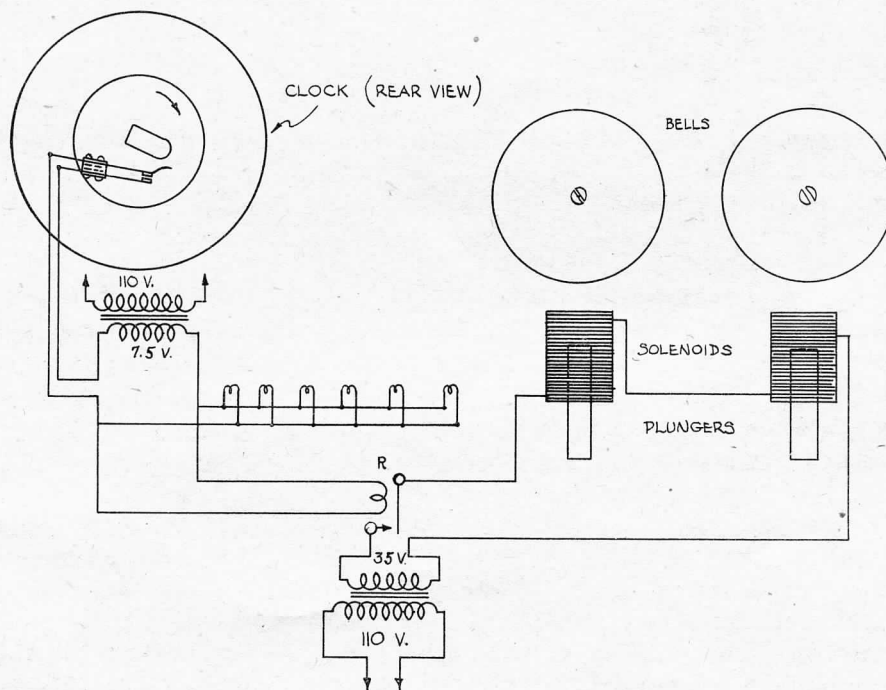 CLOCK (REAR VIEW)
BELLS
110 V.
7.5 V.
SOLENOIDS
PLUNGERS
R
35 V.
110 V.